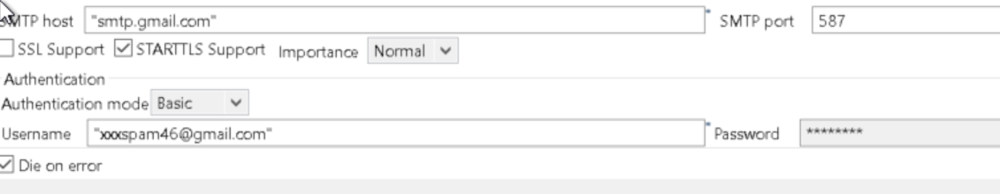 SMTP host "smtp.gmail.com" * SMTP port 587
SSL Support STARTTLS Support Importance Normal
Authentication
Authentication mode Basic
Username "xxxspam46@gmail.com" * Password ********
Die on error